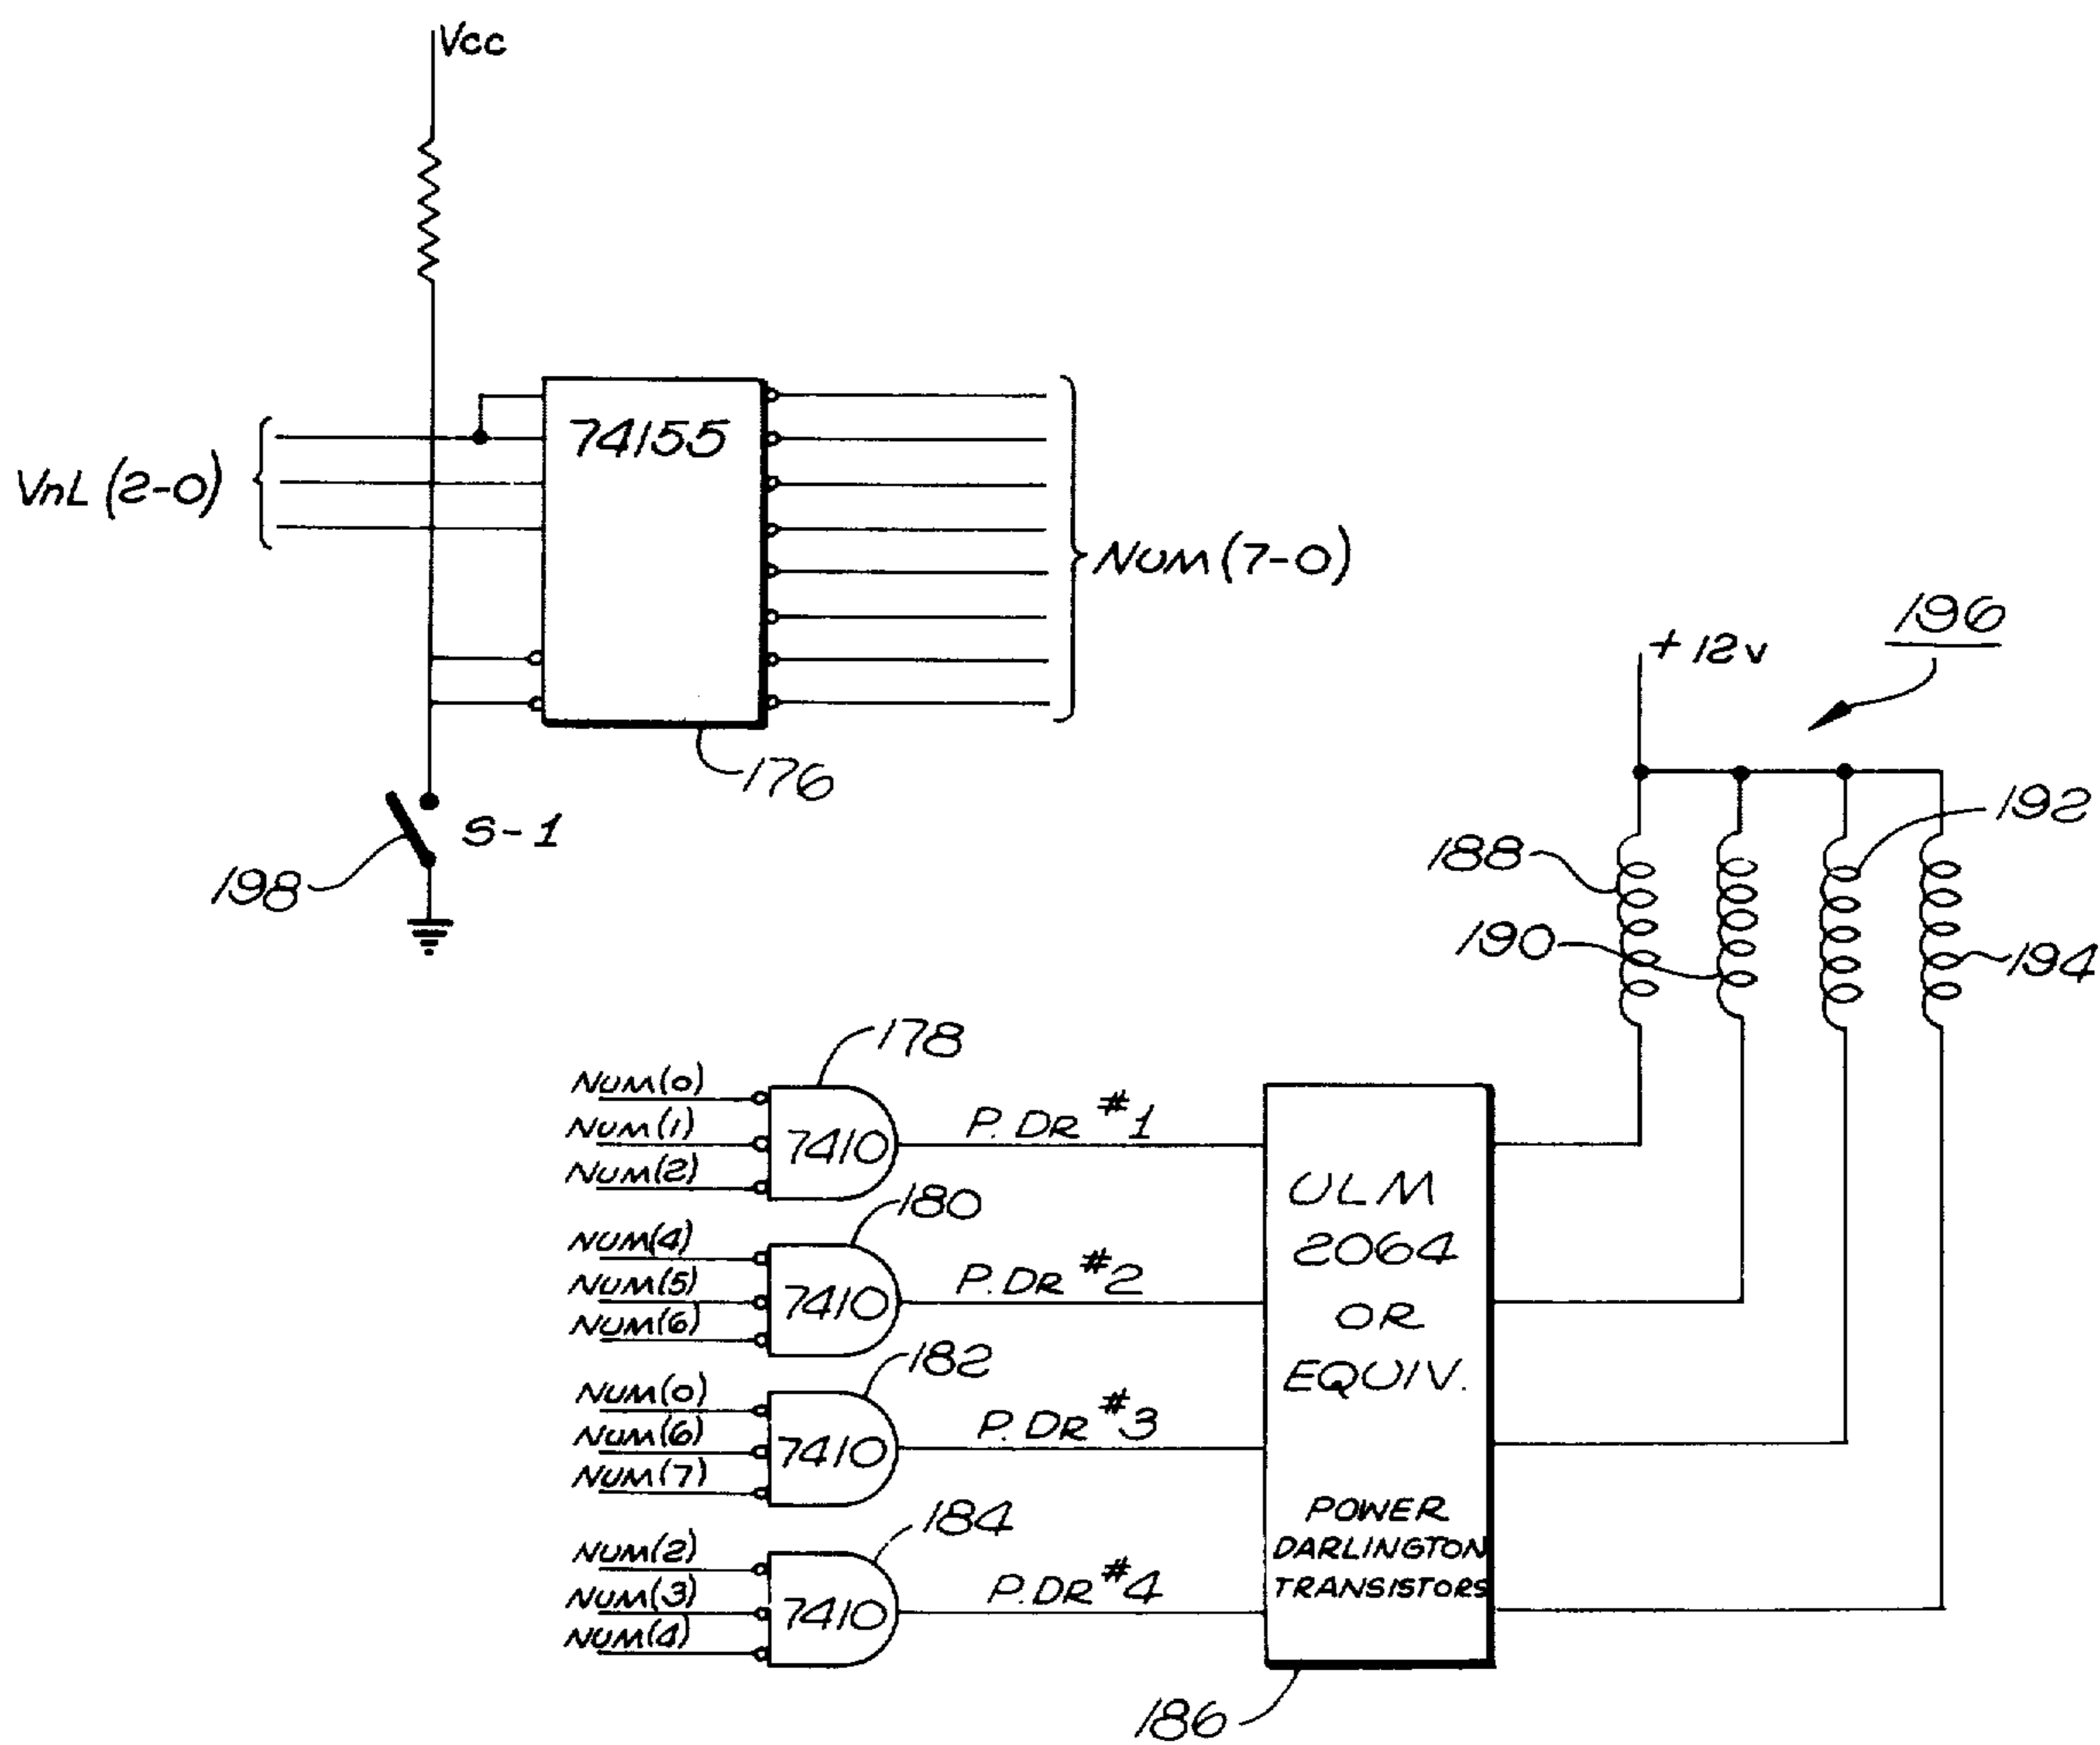 Vcc
74155
VnL (2-0)
NUM (7-0)
176
S-1
198
+ 12v
196
188
190
192
194
178
NUM(0)
NUM(1)
NUM(2)
7410
P. DR #1
180
NUM(4)
NUM(5)
NUM(6)
7410
P. DR #2
182
NUM(0)
NUM(6)
NUM(7)
7410
P. DR #3
184
NUM(2)
NUM(3)
NUM(4)
7410
P. DR #4
ULM
2064
OR
EQUIV.
POWER
DARLINGTON
TRANSISTORS
186